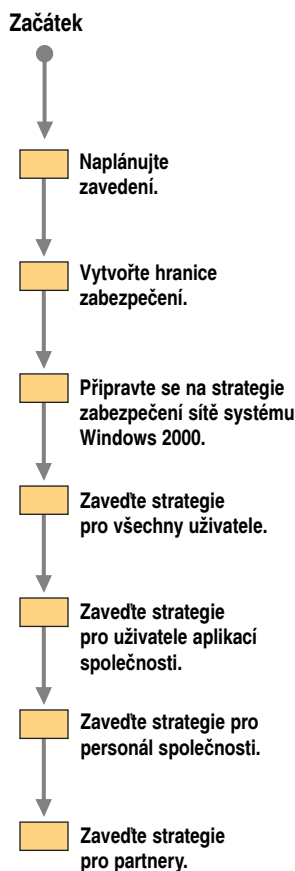 Začátek
Naplánujte
zavedení.
Vytvořte hranice
zabezpečení.
Připravte se na strategie
zabezpečení sítě systému
Windows 2000.
Zaveďte strategie
pro všechny uživatele.
Zaveďte strategie
pro uživatele aplikací
společnosti.
Zaveďte strategie pro
personál společnosti.
Zaveďte strategie
pro partnery.